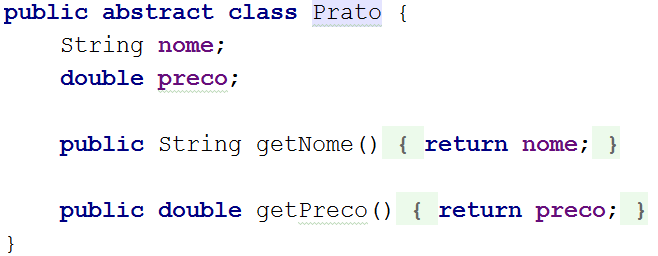 public abstract class Prato {
String nome;
double preco;
public String getNome() { return nome; }
public double getPreco() { return preco; }
}